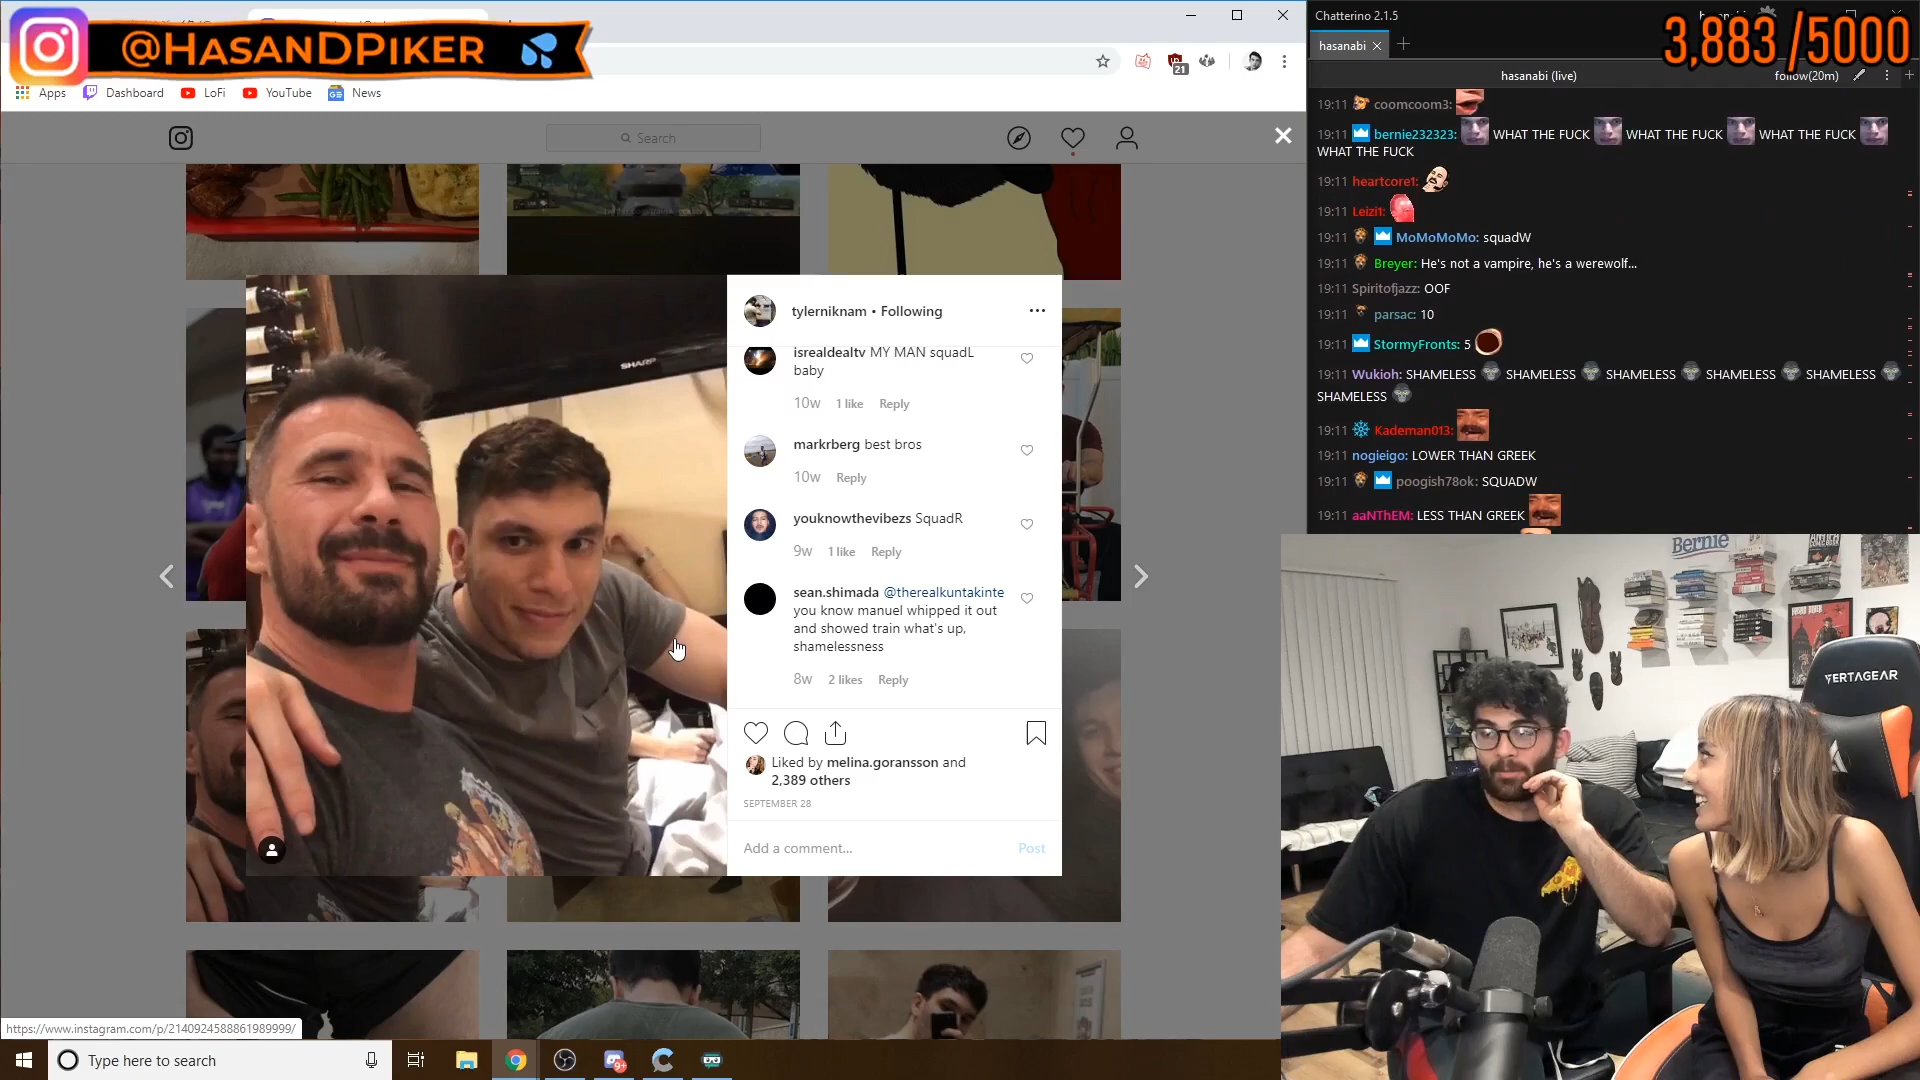 @HASANDPIKER
3,883 /5000
21
Apps
Dashboard
LoFi
YouTube
News
Search
SHARP
tylerniknam • Following
isrealdealtv MY MAN squadL
baby
10w 1 like Reply
markrberg best bros
10w Reply
youknowthevibezs SquadR
9w 1 like Reply
sean.shimada @therealkuntakinte
you know manuel whipped it out
and showed train what's up,
shamelessness
8w 2 likes Reply
Liked by melina.goransson and
2,389 others
SEPTEMBER 28
Add a comment...
Post
https://www.instagram.com/p/2140924588861989999/
Type here to search
9+
Chatterino 2.1.5
hasanabi
hasanabi (live)
follow(20m)
19:11 coomcoom3:
19:11 bernie232323: WHAT THE FUCK WHAT THE FUCK WHAT THE FUCK
WHAT THE FUCK
19:11 heartcore1:
19:11 Leizi1:
19:11 MoMoMoMo: squadW
19:11 Breyer: He's not a vampire, he's a werewolf...
19:11 Spiritofjazz: OOF
19:11 parsac: 10
19:11 StormyFronts: 5
19:11 Wukioh: SHAMELESS SHAMELESS SHAMELESS SHAMELESS SHAMELESS
SHAMELESS
19:11 Kademan013:
19:11 nogieigo: LOWER THAN GREEK
19:11 poogish78ok: SQUADW
19:11 aaNThEM: LESS THAN GREEK
Bernie
VERTAGEAR